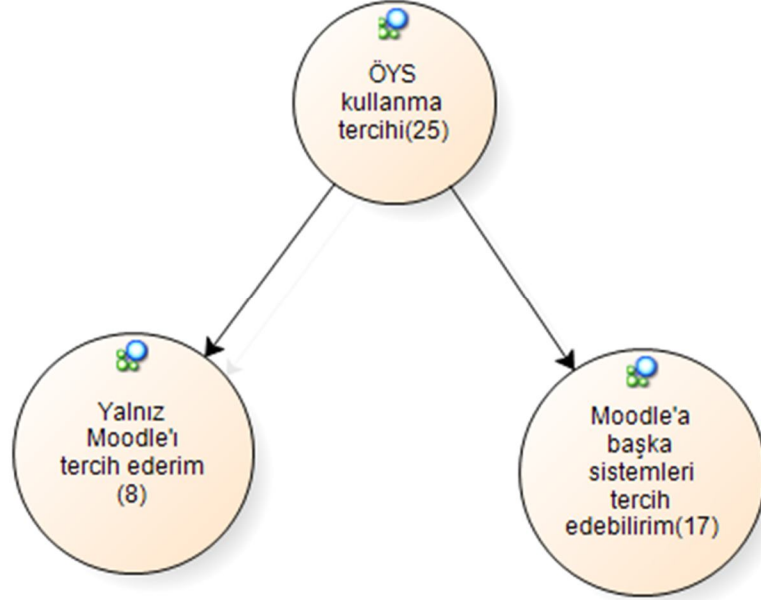 ÖYS
kullanma
tercihi(25)
Yalnız
Moodle'ı
tercih ederim
(8)
Moodle'a
başka
sistemleri
tercih
edebilirim(17)